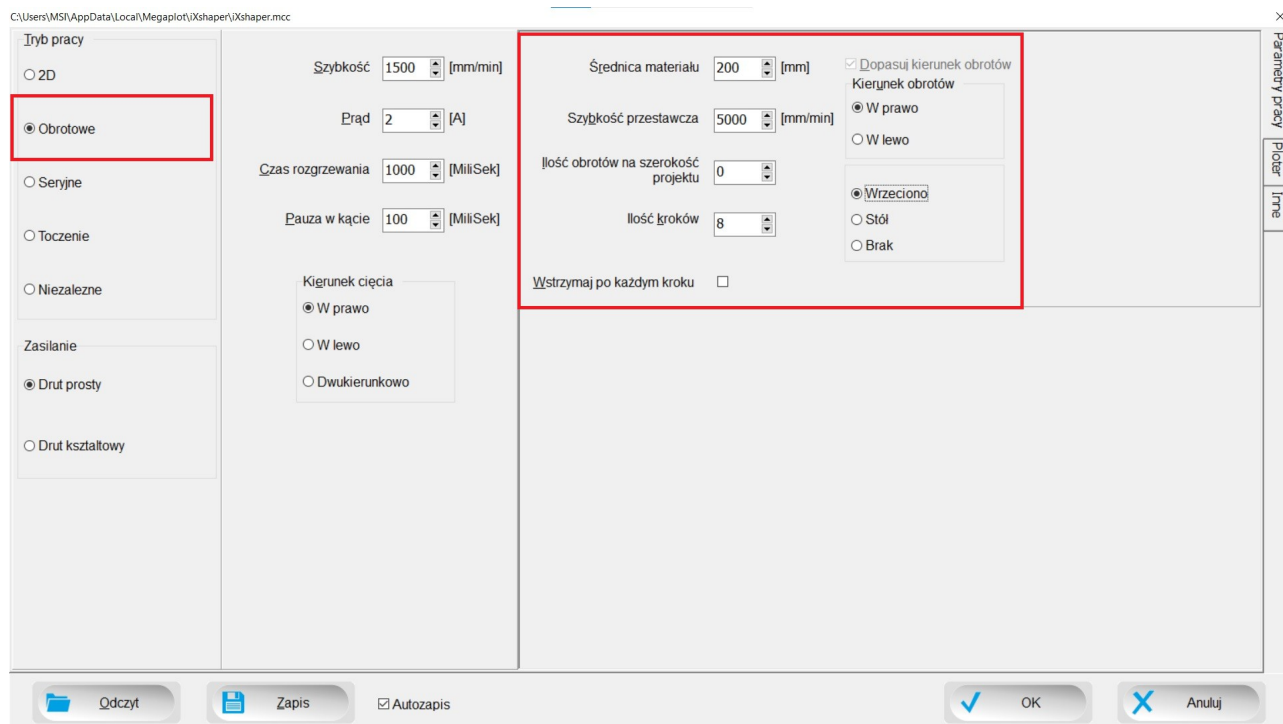 C:\Users\MSI\AppData\Local\Megaplot\iXshaper\iXshaper.mcc
Tryb pracy
2D
Obrotowe
Seryjne
Toczenie
Niezalezne
Zasilanie
Drut prosty
Drut kształtowy
Szybkość 1500 [mm/min]
Prąd 2 [A]
Czas rozgrzewania 1000 [MiliSek]
Pauza w kącie 100 [MiliSek]
Kierunek cięcia
W prawo
W lewo
Dwukierunkowo
Średnica materiału 200 [mm]
Szybkość przestawcza 5000 [mm/min]
Ilość obrotów na szerokość
projektu 0
Ilość kroków 8
Wstrzymaj po każdym kroku
Dopasuj kierunek obrotów
Kierunek obrotów
W prawo
W lewo
Wrzeciono
Stół
Brak
Parametry pracy
Ploter
Inne
Odczyt
Zapis
Autozapis
OK
Anuluj